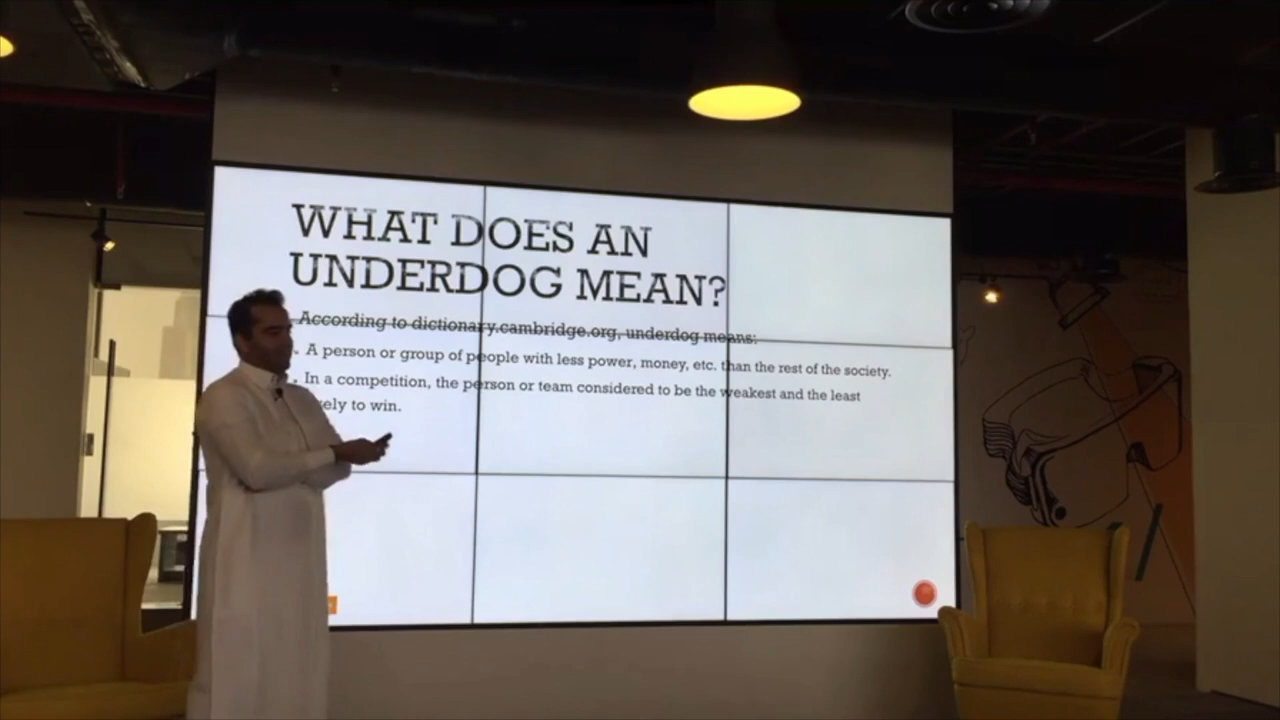 WHAT DOES AN
UNDERDOG MEAN?
According to dictionary.cambridge.org, underdog means:
A person or group of people with less power, money, etc. than the rest of the society.
In a competition, the person or team considered to be the weakest and the least
to win.